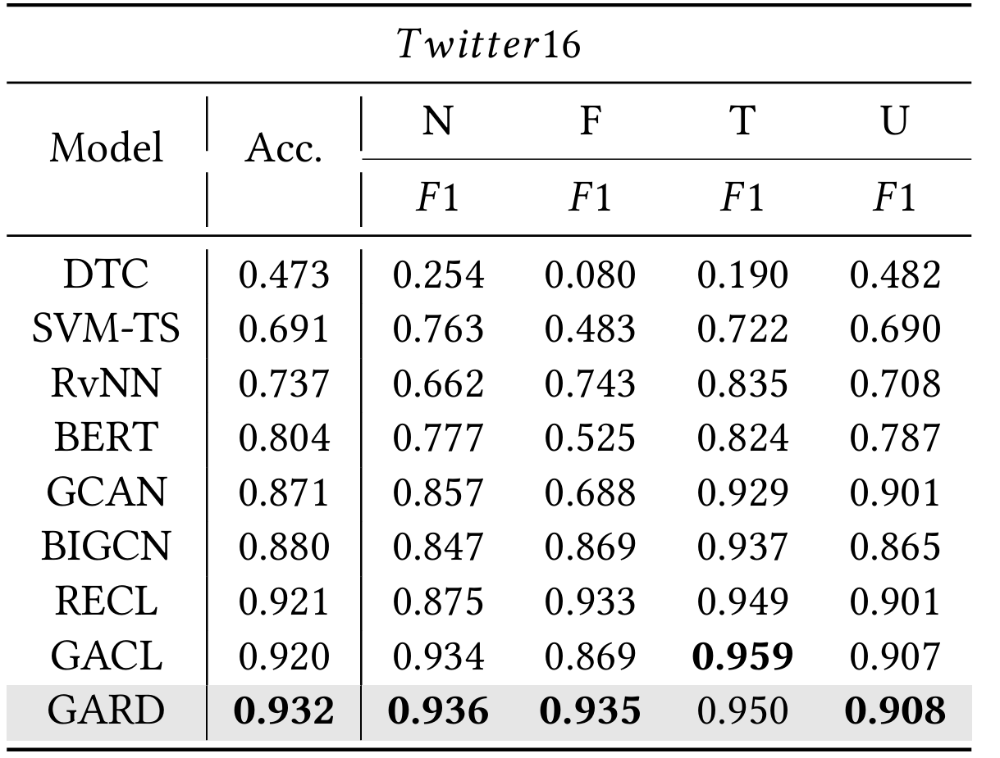 Twitter16
Model Acc. N F T U
F1 F1 F1 F1
DTC 0.473 0.254 0.080 0.190 0.482
SVM-TS 0.691 0.763 0.483 0.722 0.690
RvNN 0.737 0.662 0.743 0.835 0.708
BERT 0.804 0.777 0.525 0.824 0.787
GCAN 0.871 0.857 0.688 0.929 0.901
BIGCN 0.880 0.847 0.869 0.937 0.865
RECL 0.921 0.875 0.933 0.949 0.901
GACL 0.920 0.934 0.869 0.959 0.907
GARD 0.932 0.936 0.935 0.950 0.908